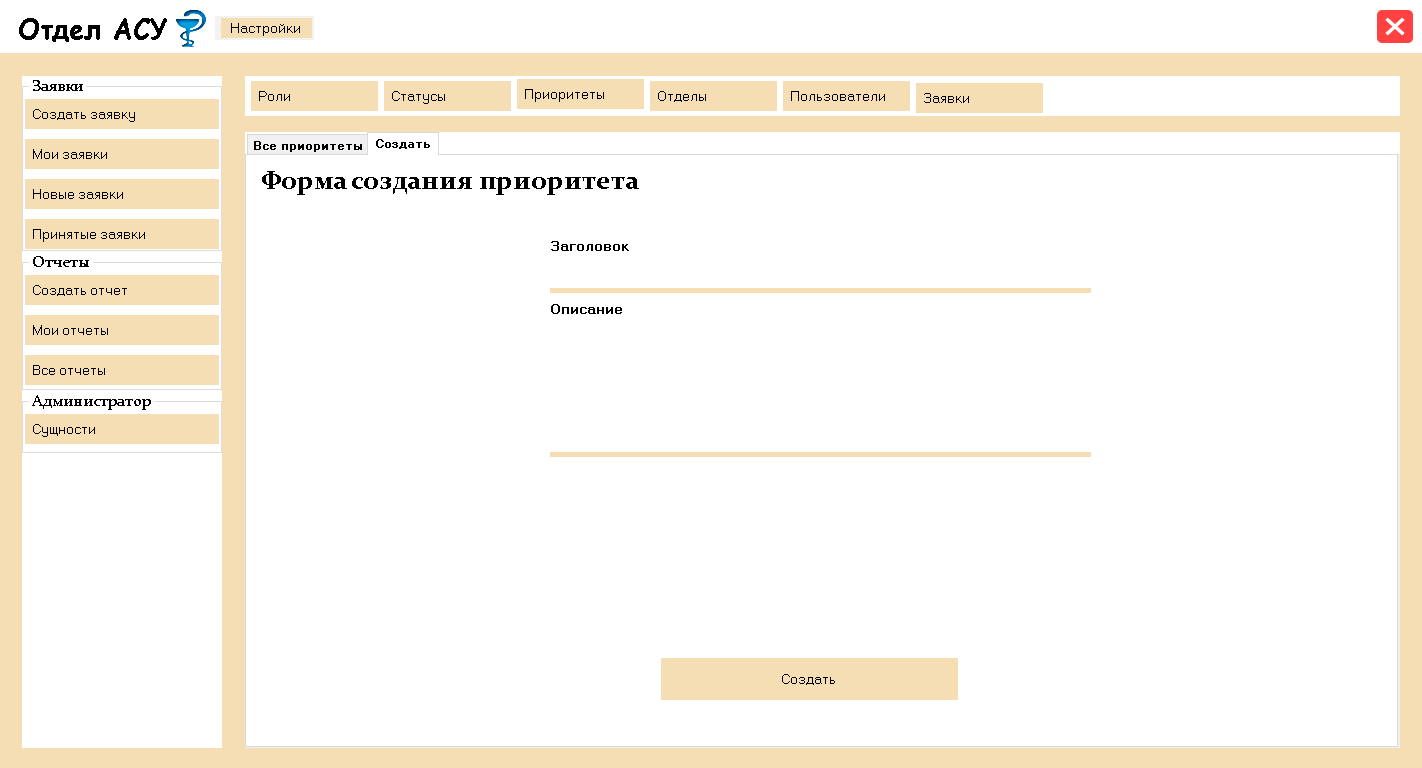 Отдел АСУ
Настройки
Заявки
Создать заявку
Мои заявки
Новые заявки
Принятые заявки
Отчеты
Создать отчет
Мои отчеты
Все отчеты
Администратор
Сущности
Роли Статусы Приоритеты Отделы Пользователи Заявки
Все приоритеты Создать
Форма создания приоритета
Заголовок
Описание
Создать